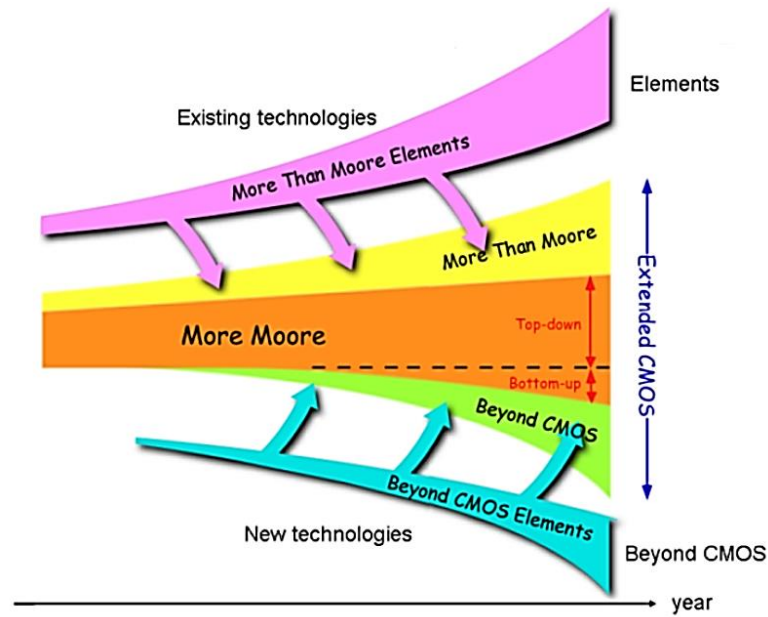 Elements
Existing technologies
More Than Moore Elements
More Than Moore
Extended CMOS
Top-down
More Moore
Bottom-up
Beyond CMOS
Beyond CMOS Elements
New technologies
Beyond CMOS
year